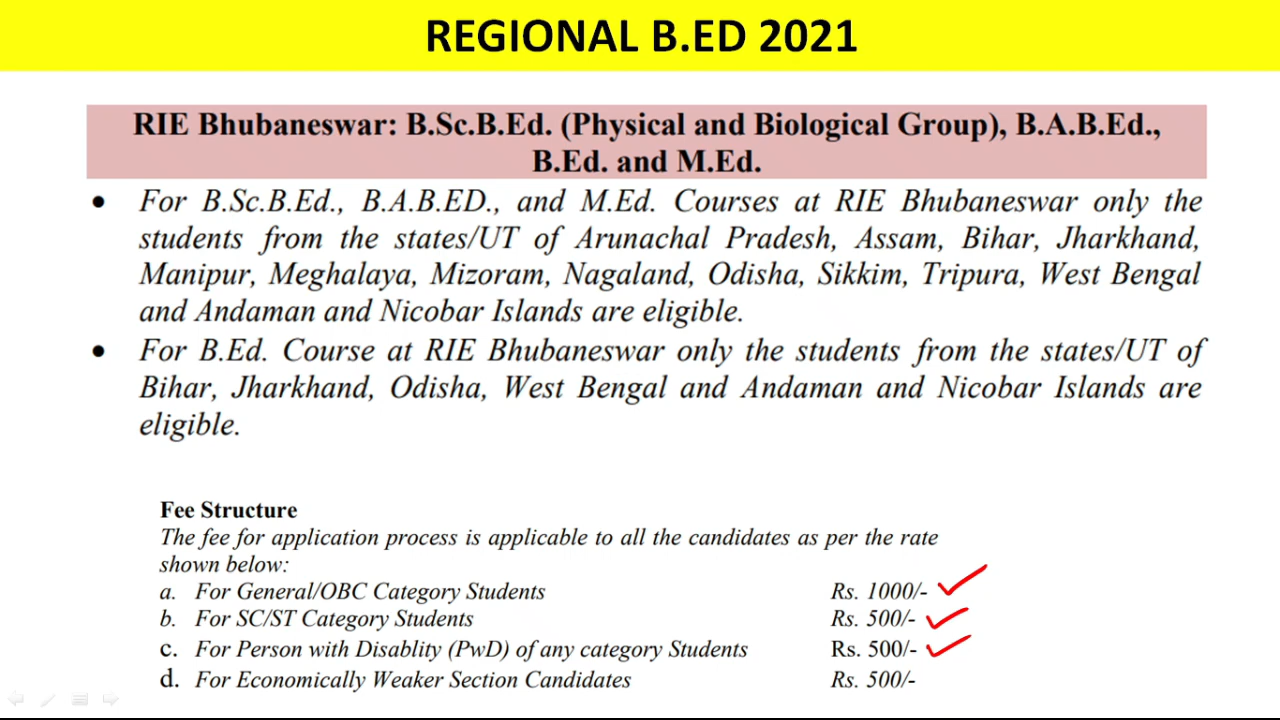 REGIONAL B.ED 2021
RIE Bhubaneswar: B.Sc.B.Ed. (Physical and Biological Group), B.A.B.Ed.,
B.Ed. and M.Ed.
• For B.Sc.B.Ed., B.A.B.ED., and M.Ed. Courses at RIE Bhubaneswar only the
students from the states/UT of Arunachal Pradesh, Assam, Bihar, Jharkhand,
Manipur, Meghalaya, Mizoram, Nagaland, Odisha, Sikkim, Tripura, West Bengal
and Andaman and Nicobar Islands are eligible.
• For B.Ed. Course at RIE Bhubaneswar only the students from the states/UT of
Bihar, Jharkhand, Odisha, West Bengal and Andaman and Nicobar Islands are
eligible.
Fee Structure
The fee for application process is applicable to all the candidates as per the rate
shown below:
a. For General/OBC Category Students Rs. 1000/-
b. For SC/ST Category Students Rs. 500/-
c. For Person with Disablity (PwD) of any category Students Rs. 500/-
d. For Economically Weaker Section Candidates Rs. 500/-